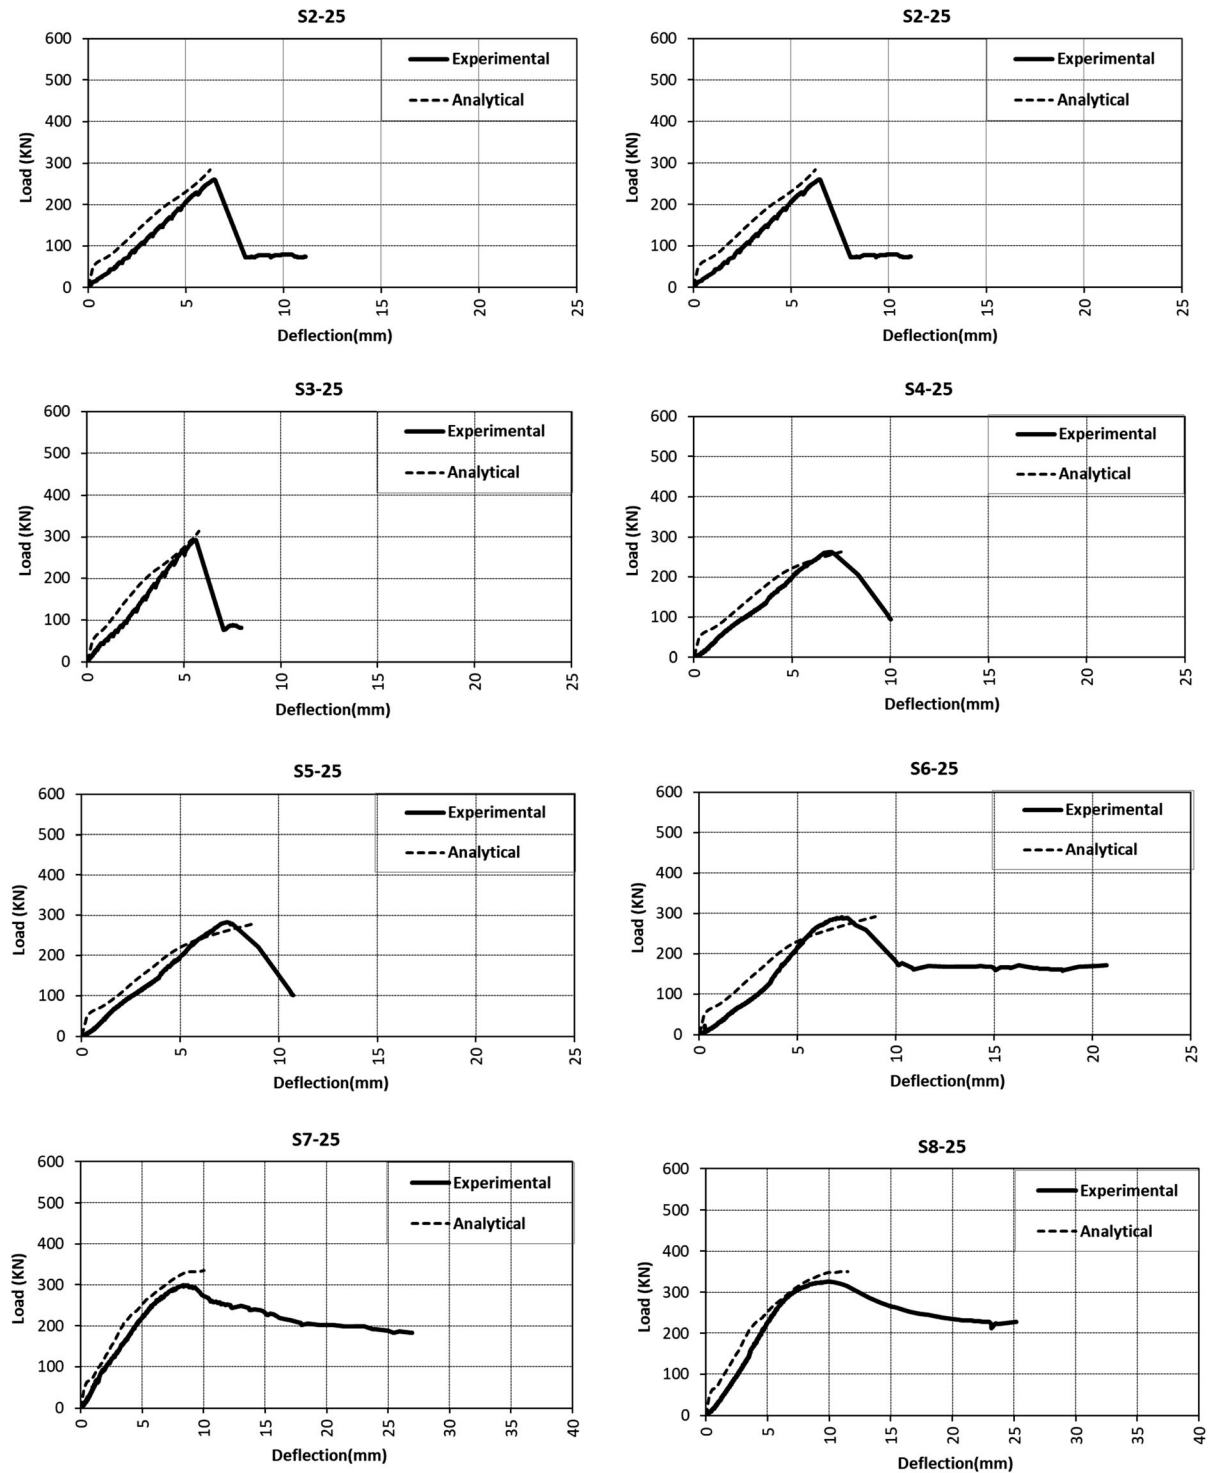 S2-25
600
500
400
300
200
100
0
Load (KN)
Experimental
Analytical
0 5 10 15 20 25
Deflection(mm)
S2-25
600
500
400
300
200
100
0
Load (KN)
Experimental
Analytical
0 5 10 15 20 25
Deflection(mm)
S3-25
600
500
400
300
200
100
0
Load (KN)
Experimental
Analytical
0 5 10 15 20 25
Deflection(mm)
S4-25
600
500
400
300
200
100
0
Load (KN)
Experimental
Analytical
0 5 10 15 20 25
Deflection(mm)
S5-25
600
500
400
300
200
100
0
Load (KN)
Experimental
Analytical
0 5 10 15 20 25
Deflection(mm)
S6-25
600
500
400
300
200
100
0
Load (KN)
Experimental
Analytical
0 5 10 15 20 25
Deflection(mm)
S7-25
600
500
400
300
200
100
0
Load (KN)
Experimental
Analytical
0 5 10 15 20 25 30 35 40
Deflection(mm)
S8-25
600
500
400
300
200
100
0
Load (KN)
Experimental
Analytical
0 5 10 15 20 25 30 35 40
Deflection(mm)